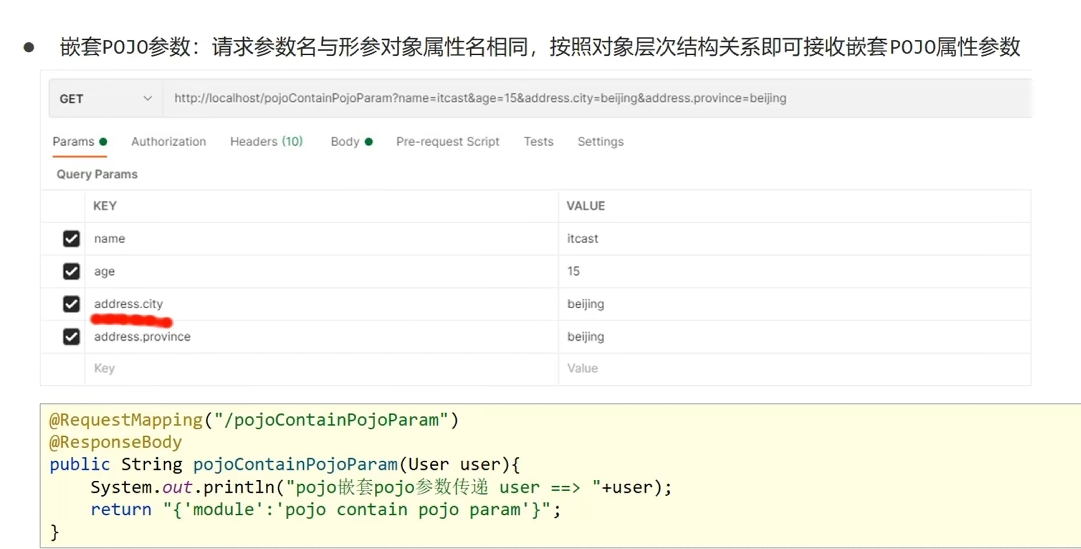 ● 嵌套POJO参数：请求参数名与形参对象属性名相同，按照对象层次结构关系即可接收嵌套POJO属性参数
GET http://localhost/pojoContainPojoParam?name=itcast&age=15&address.city=beijing&address.province=beijing
Params Authorization Headers (10) Body Pre-request Script Tests Settings
Query Params
KEY VALUE
name itcast
age 15
address.city beijing
address.province beijing
Key Value
@RequestMapping("/pojoContainPojoParam")
@ResponseBody
public String pojoContainPojoParam(User user){
    System.out.println("pojo嵌套pojo参数传递 user ==> "+user);
    return "{'module':'pojo contain pojo param'}";
}